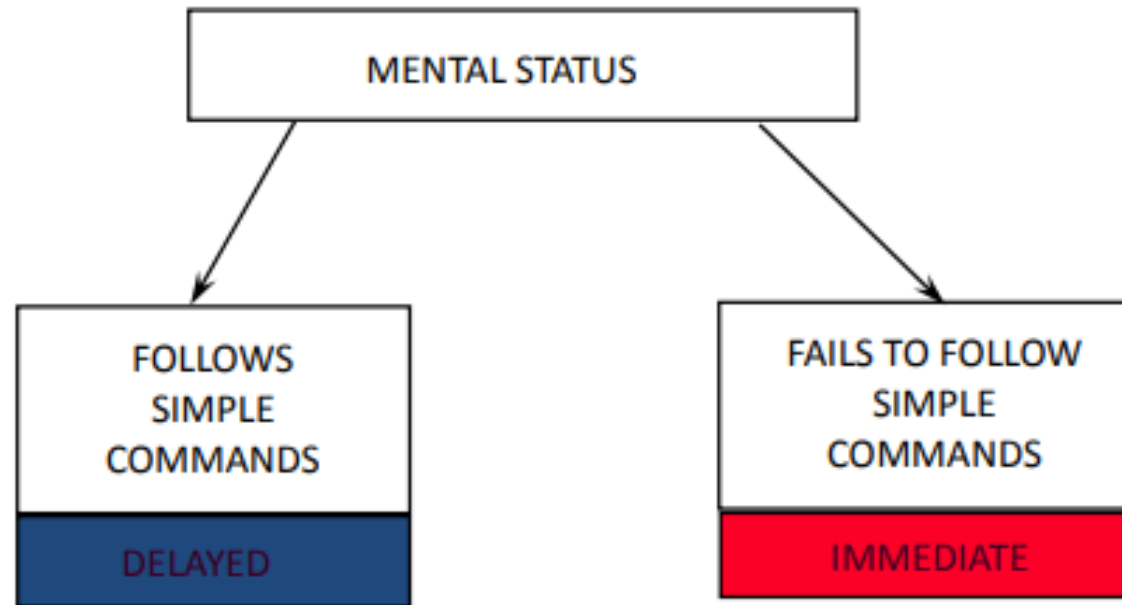 MENTAL STATUS
FOLLOWS
SIMPLE
COMMANDS
DELAYED
FAILS TO FOLLOW
SIMPLE
COMMANDS
IMMEDIATE